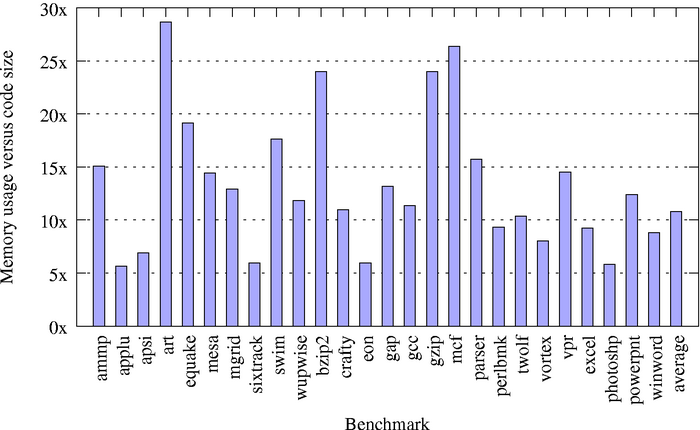 30x
25x
20x
15x
10x
5x
0x
Memory usage versus code size
ammp
applu
apsi
art
equake
mesa
mgrid
sixtrack
swim
wupwise
bzip2
crafty
eon
gap
gcc
gzip
mcf
parser
perlbmk
twolf
vortex
vpr
excel
photoshp
powerpnt
winword
average
Benchmark